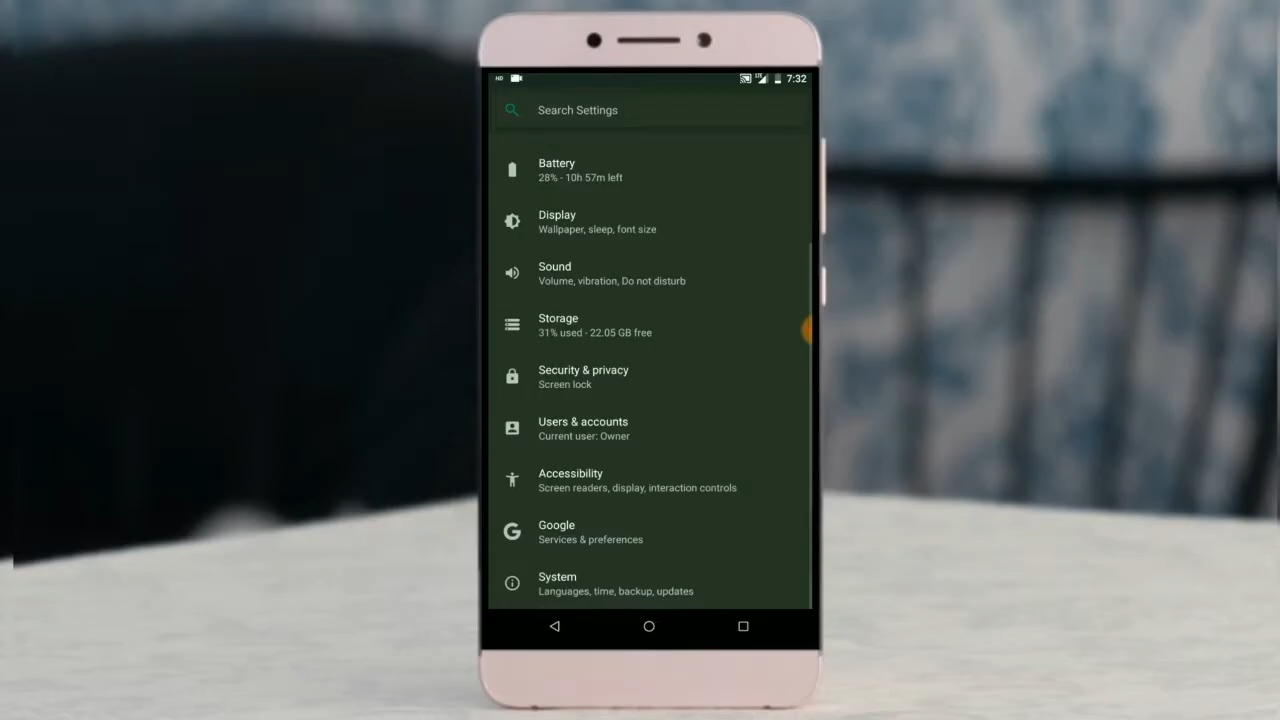 HD LTE 7:32
Search Settings
Battery
28% - 10h 57m left
Display
Wallpaper, sleep, font size
Sound
Volume, vibration, Do not disturb
Storage
31% used - 22.05 GB free
Security & privacy
Screen lock
Users & accounts
Current user: Owner
Accessibility
Screen readers, display, interaction controls
Google
Services & preferences
System
Languages, time, backup, updates